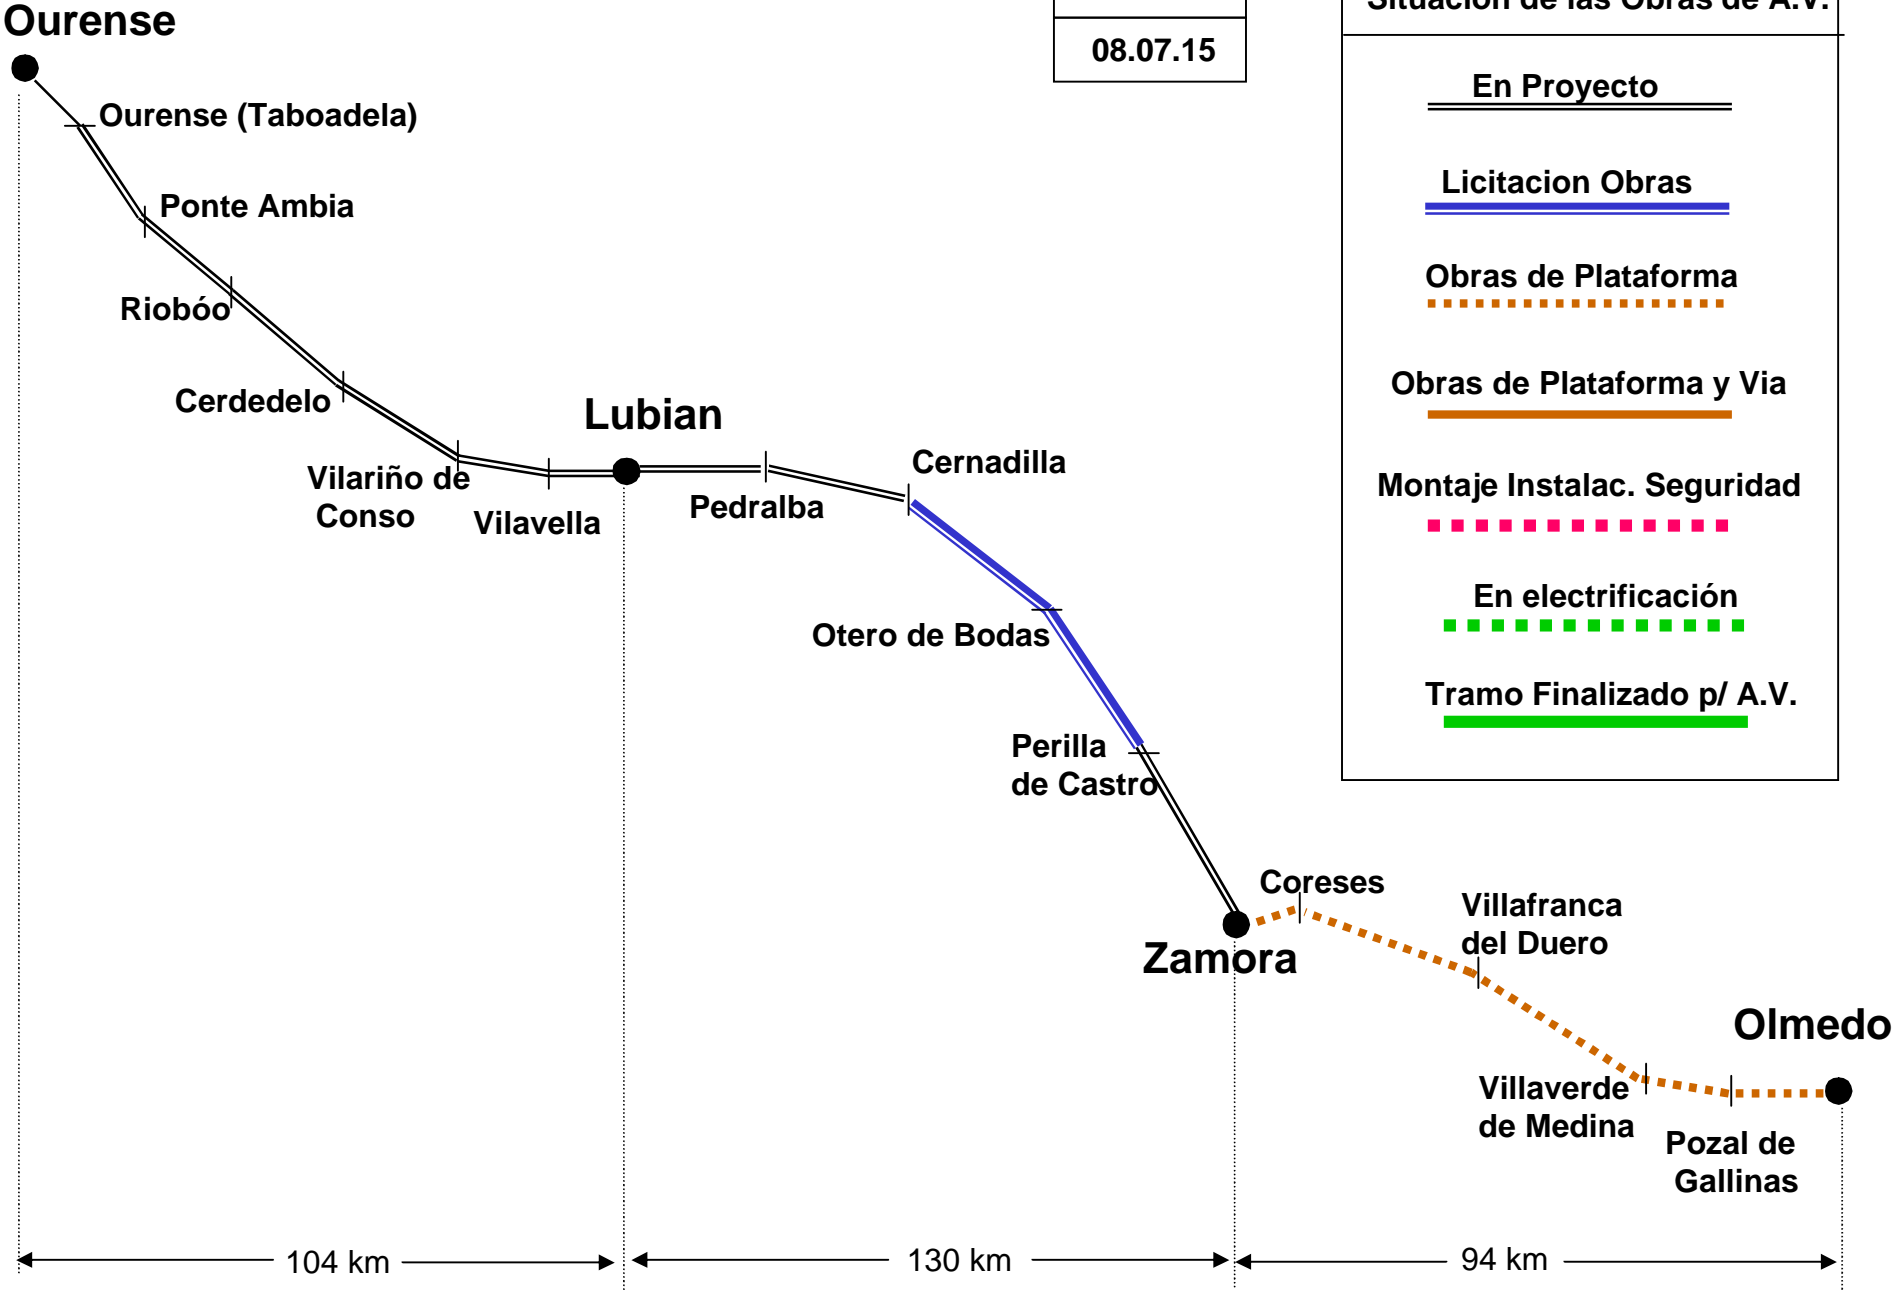 Ourense
Situación de las Obras de A.V.
08.07.15
En Proyecto
Ourense (Taboadela)
Licitacion Obras
Ponte Ambia
Obras de Plataforma
Riobóo
Obras de Plataforma y Via
Cerdedelo
Lubian
Cernadilla
Vilariño de
Conso
Vilavella
Pedralba
Montaje Instalac. Seguridad
En electrificación
Otero de Bodas
Tramo Finalizado p/ A.V.
Perilla
de Castro
Coreses
Villafranca
del Duero
Zamora
Olmedo
Villaverde
de Medina
Pozal de
Gallinas
104 km
130 km
94 km